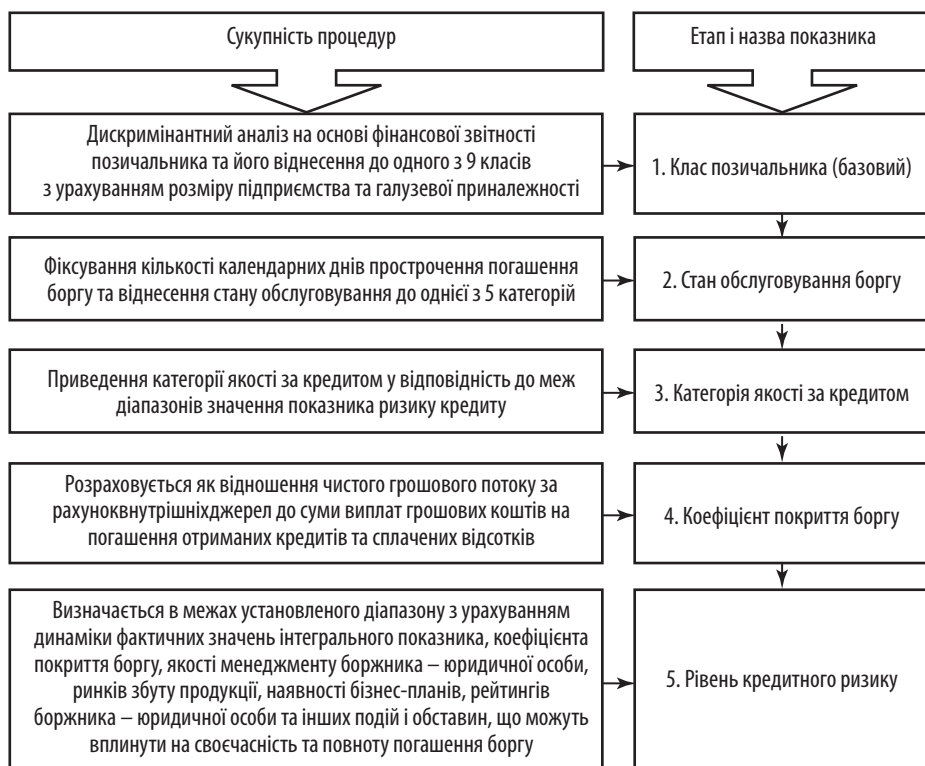 Сукупність процедур
Етап і назва показника
Дискримінантний аналіз на основі фінансової звітності
позичальника та його віднесення до одного з 9 класів
з урахуванням розміру підприємства та галузевої приналежності
1. Клас позичальника (базовий)
Фіксування кількості календарних днів прострочення погашення
боргу та віднесення стану обслуговування до однієї з 5 категорій
2. Стан обслуговування боргу
Приведення категорії якості за кредитом у відповідність до меж
діапазонів значення показника ризику кредиту
3. Категорія якості за кредитом
Розраховується як відношення чистого грошового потоку за
рахуноквнутрішніхджерел до суми виплат грошових коштів на
погашення отриманих кредитів та сплачених відсотків
4. Коефіцієнт покриття боргу
Визначається в межах установленого діапазону з урахуванням
динаміки фактичних значень інтегрального показника, коефіцієнта
покриття боргу, якості менеджменту боржника – юридичної особи,
ринків збуту продукції, наявності бізнес-планів, рейтингів
боржника – юридичної особи та інших подій і обставин, що можуть
вплинути на своєчасність та повноту погашення боргу
5. Рівень кредитного ризику